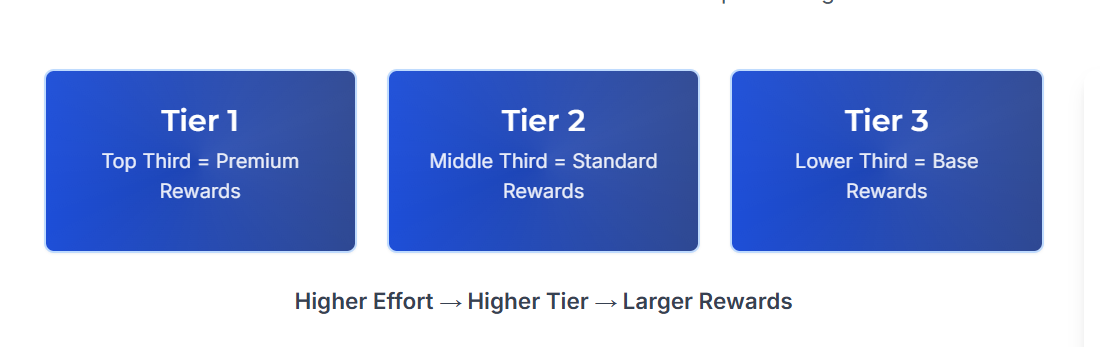 Tier 1
Top Third = Premium
Rewards
Tier 2
Middle Third = Standard
Rewards
Tier 3
Lower Third = Base
Rewards
Higher Effort → Higher Tier → Larger Rewards